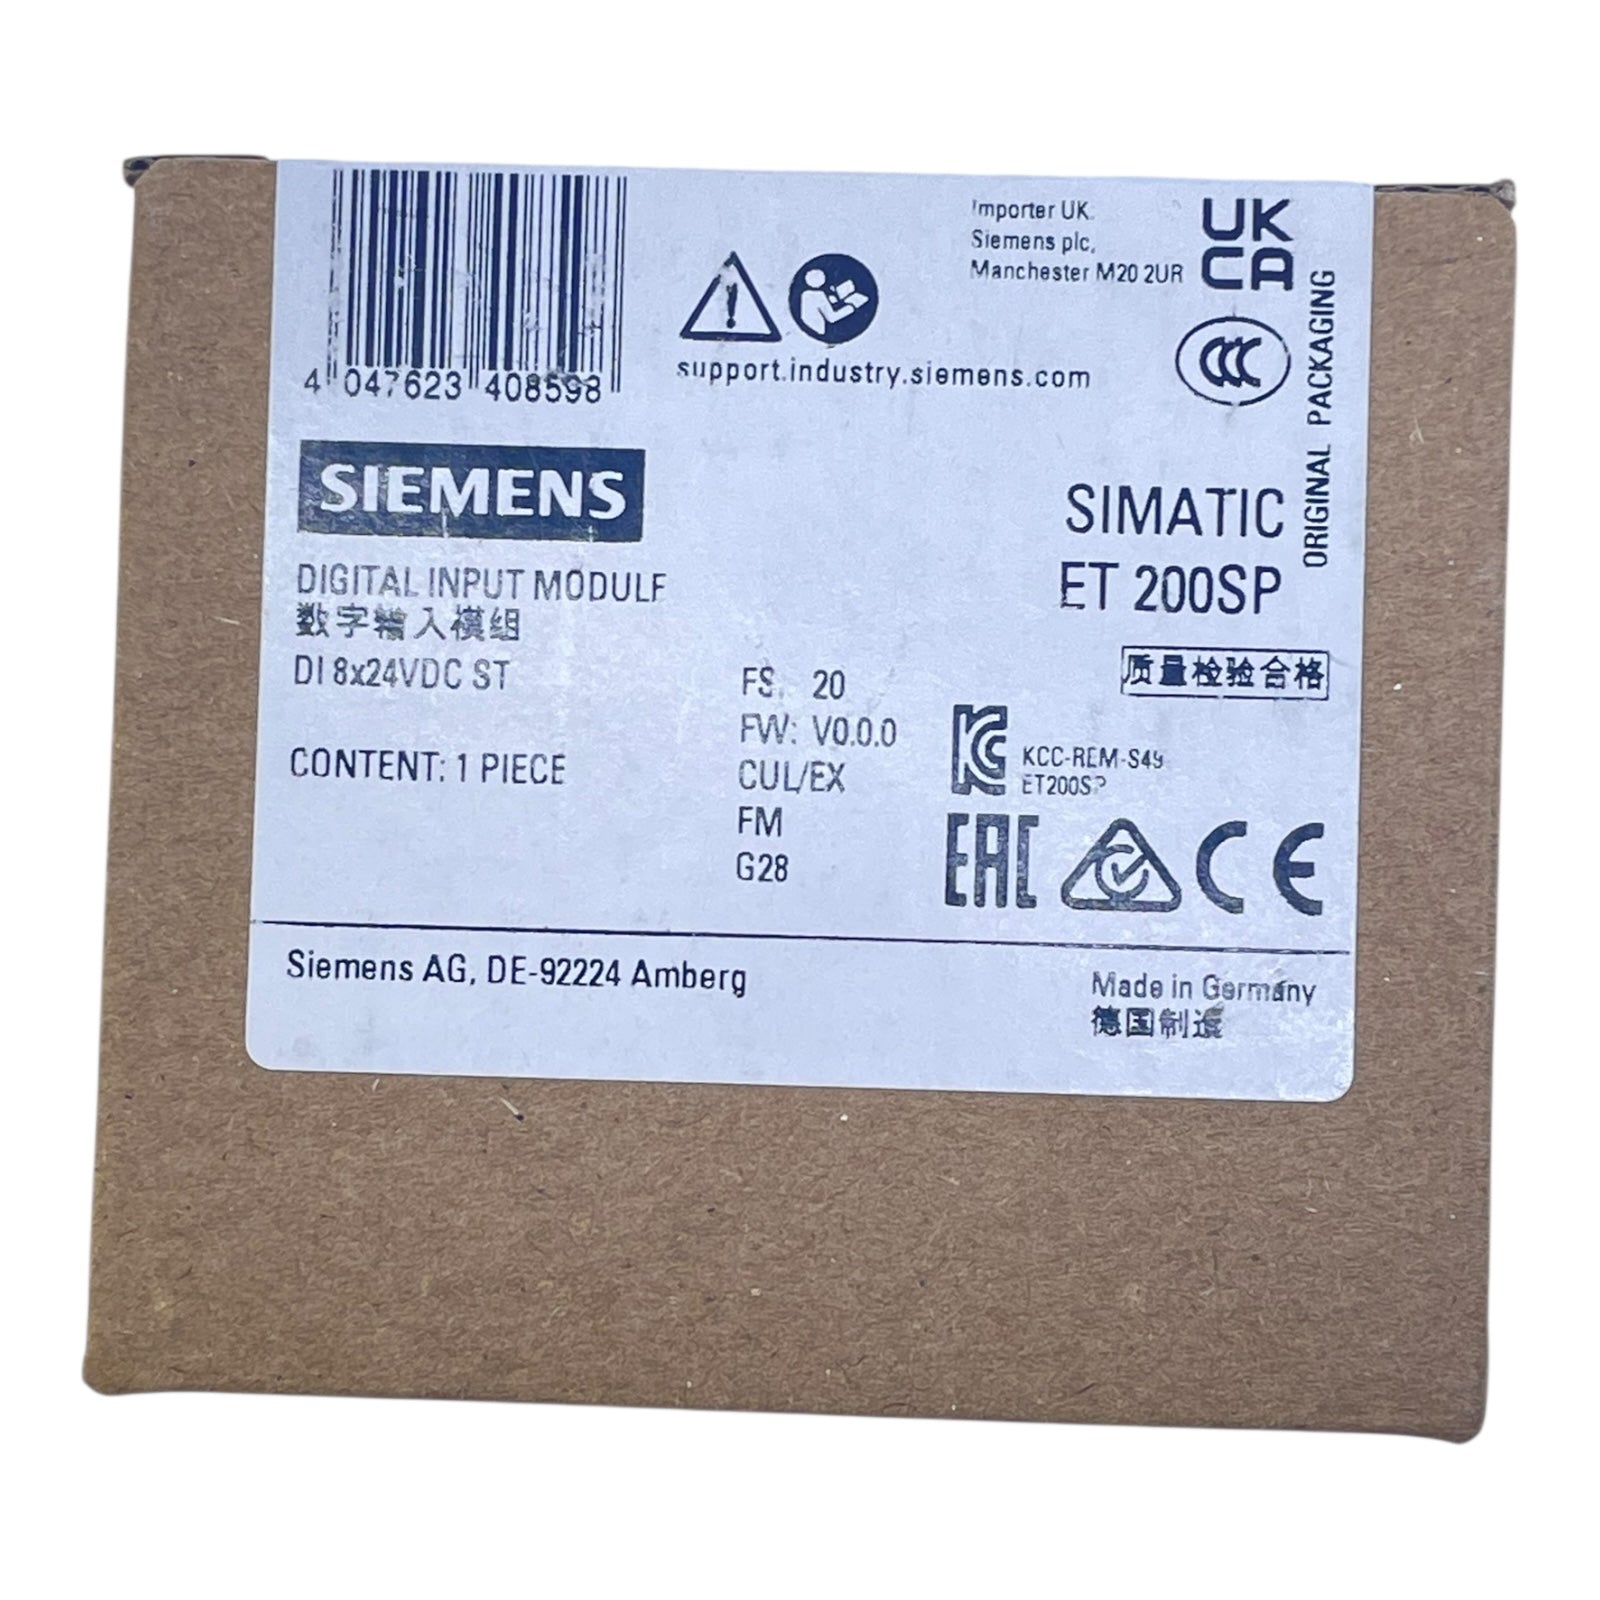 4 047623 408598
Importer UK:
Siemens plc,
Manchester M20 2UR
UK
CA
support.industry.siemens.com
CCC
ORIGINAL PACKAGING
SIEMENS
SIMATIC
ET 200SP
DIGITAL INPUT MODULE
数字输入模组
DI 8x24VDC ST
质量检验合格
FS: 20
FW: V0.0.0
CUL/EX
FM
G28
CONTENT: 1 PIECE
KC
KCC-REM-S49
ET200SP
EAC
CE
Siemens AG, DE-92224 Amberg
Made in Germany
德国制造